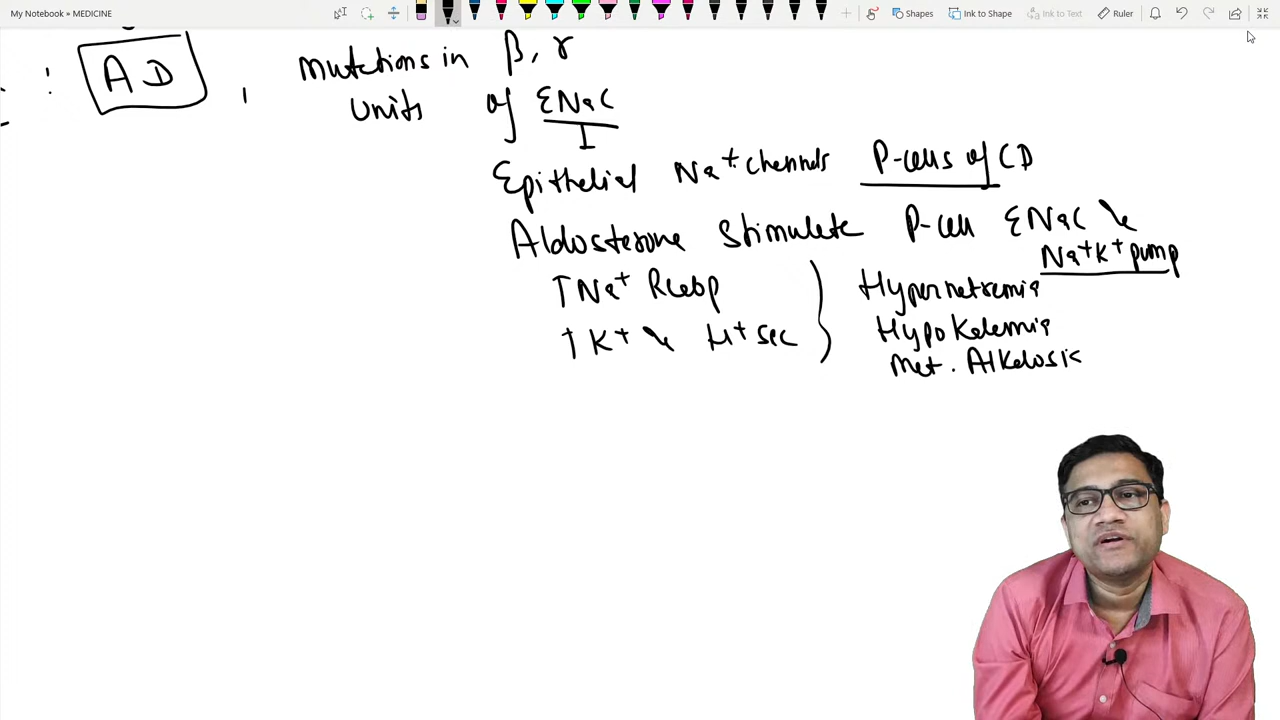 My Notebook » MEDICINE
Shapes
Ink to Shape
Ink to Text
Ruler
: AD , mutations in β, γ
Units of ENaC
Epithelial Na+ channels P-cells of CD
Aldosterone stimulate P-cell ENaC &
Na+K+ pump
↑Na+ Reabp
↑K+ & H+ sec
Hypernatremia
Hypokalemia
Met. Alkalosis